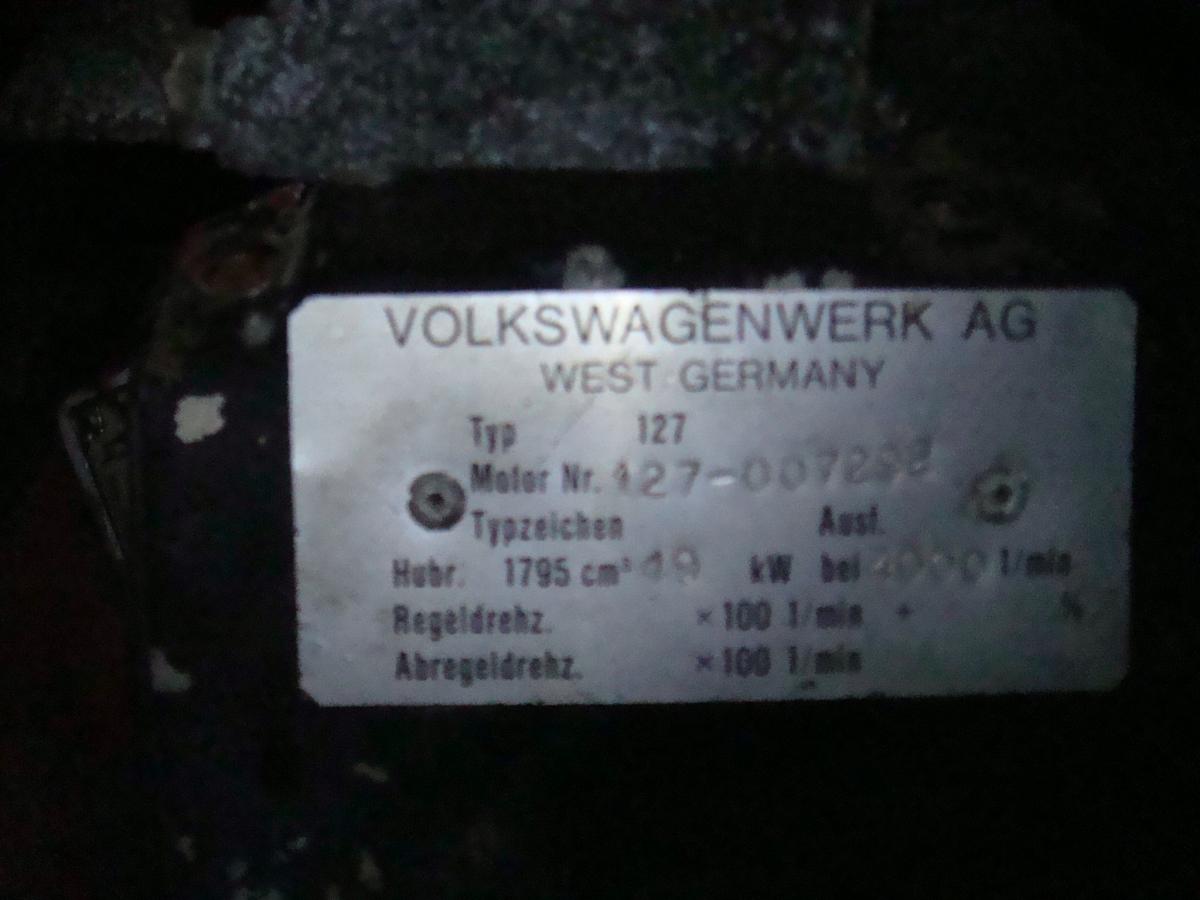 VOLKSWAGENWERK AG
WEST GERMANY
Typ 127
Motor Nr.
Typzeichen Ausf.
Hubr. 1795 cm³ 49 kW bei 1/min
Regeldrehz. × 100 1/min + %
Abregeldrehz. × 100 1/min